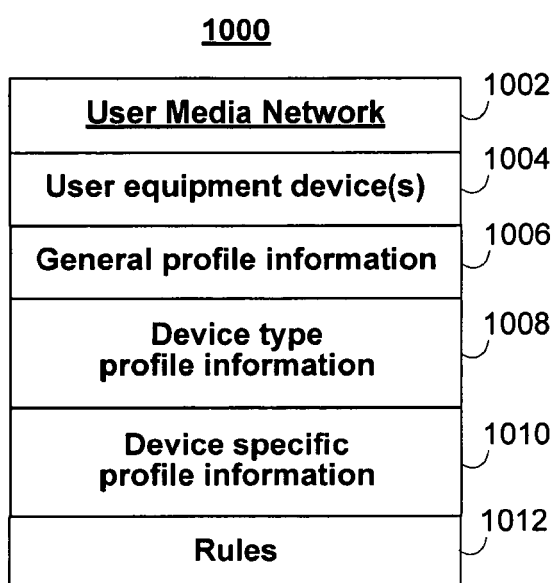 1000
User Media Network
1002
User equipment device(s)
1004
General profile information
1006
Device type
profile information
1008
Device specific
profile information
1010
Rules
1012